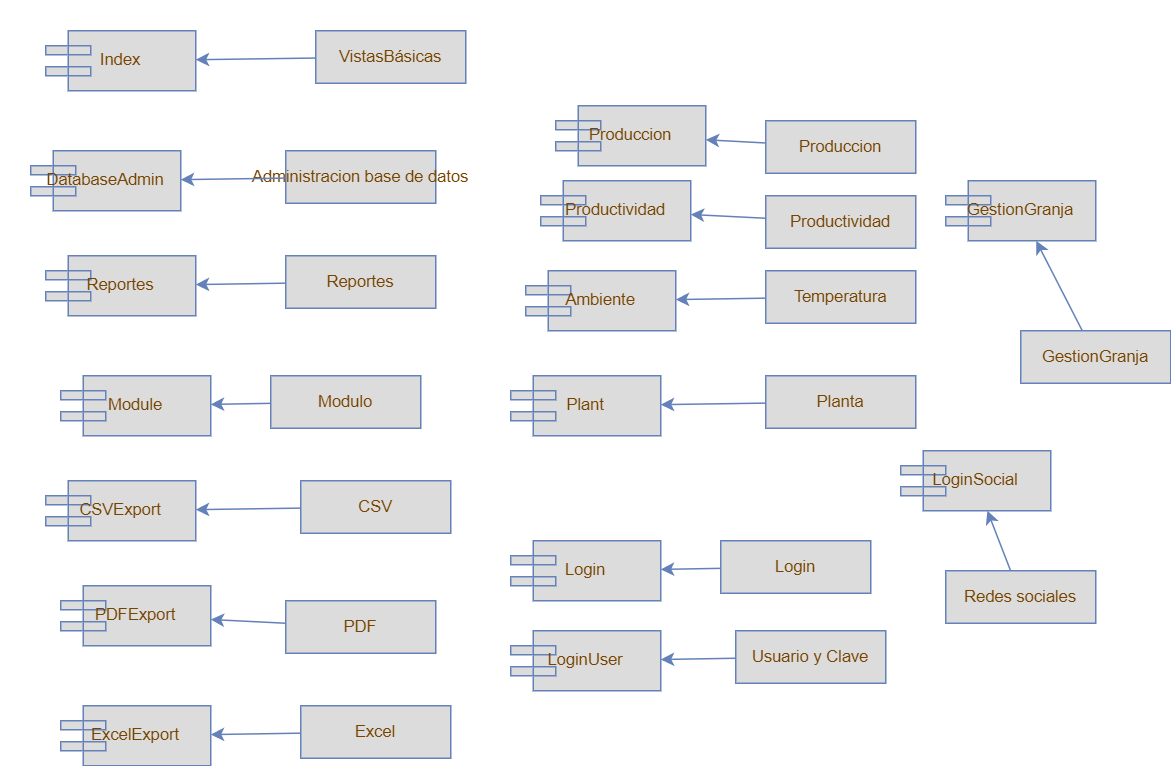 Index
VistasBásicas
DatabaseAdmin
Administracion base de datos
Reportes
Reportes
Module
Modulo
CSVExport
CSV
PDFExport
PDF
ExcelExport
Excel
Produccion
Produccion
Productividad
Productividad
Ambiente
Temperatura
Plant
Planta
Login
Login
LoginUser
Usuario y Clave
GestionGranja
GestionGranja
LoginSocial
Redes sociales